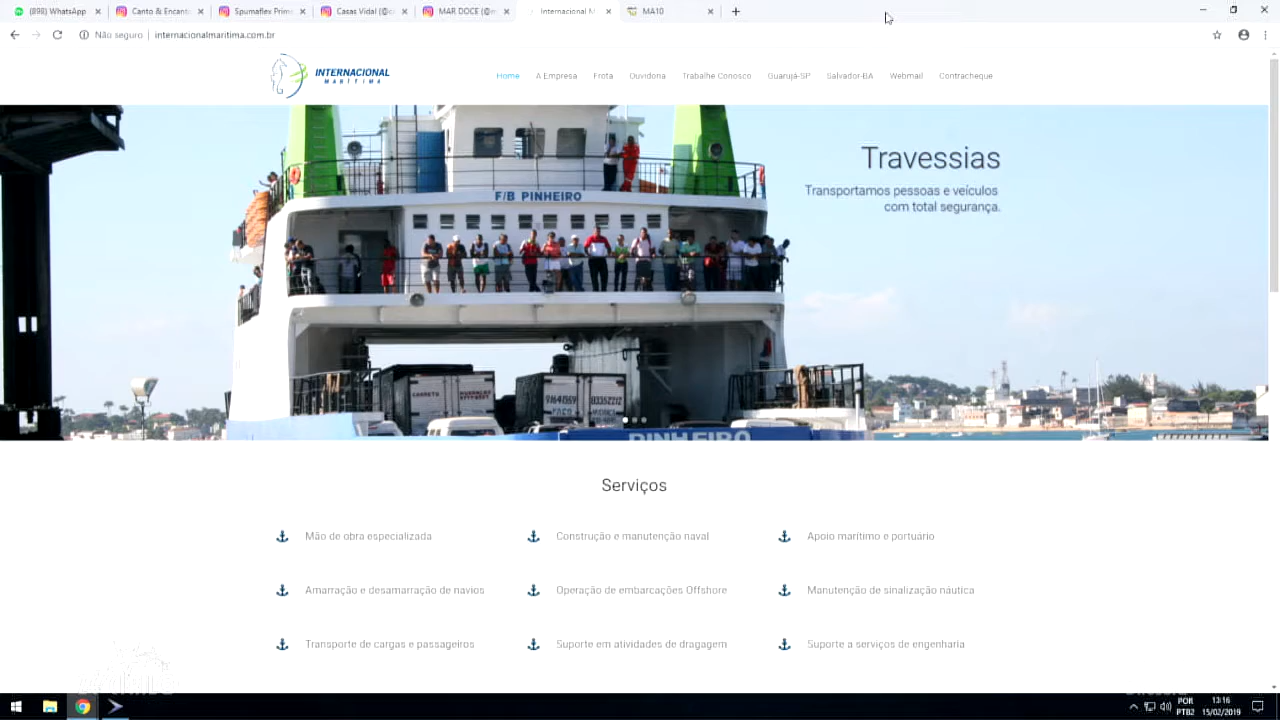 (898) WhatsApp
Canto & Encanto
Spumaflex Prime
Casas Vidal (@c
MAR DOCE (@m
Internacional M
MA10
Não seguro | internacionalmaritima.com.br
INTERNACIONAL
MARÍTIMA
Home A Empresa Frota Ouvidoria Trabalhe Conosco Guarujá-SP Salvador-BA Webmail Contracheque
Travessias
Transportamos pessoas e veículos
com total segurança.
F/B PINHEIRO
CARRETO
PINHEIRO
Serviços
Mão de obra especializada
Construção e manutenção naval
Apoio marítimo e portuário
Amarração e desamarração de navios
Operação de embarcações Offshore
Manutenção de sinalização náutica
Transporte de cargas e passageiros
Suporte em atividades de dragagem
Suporte a serviços de engenharia
POR 13:16
PTB2 15/02/2019